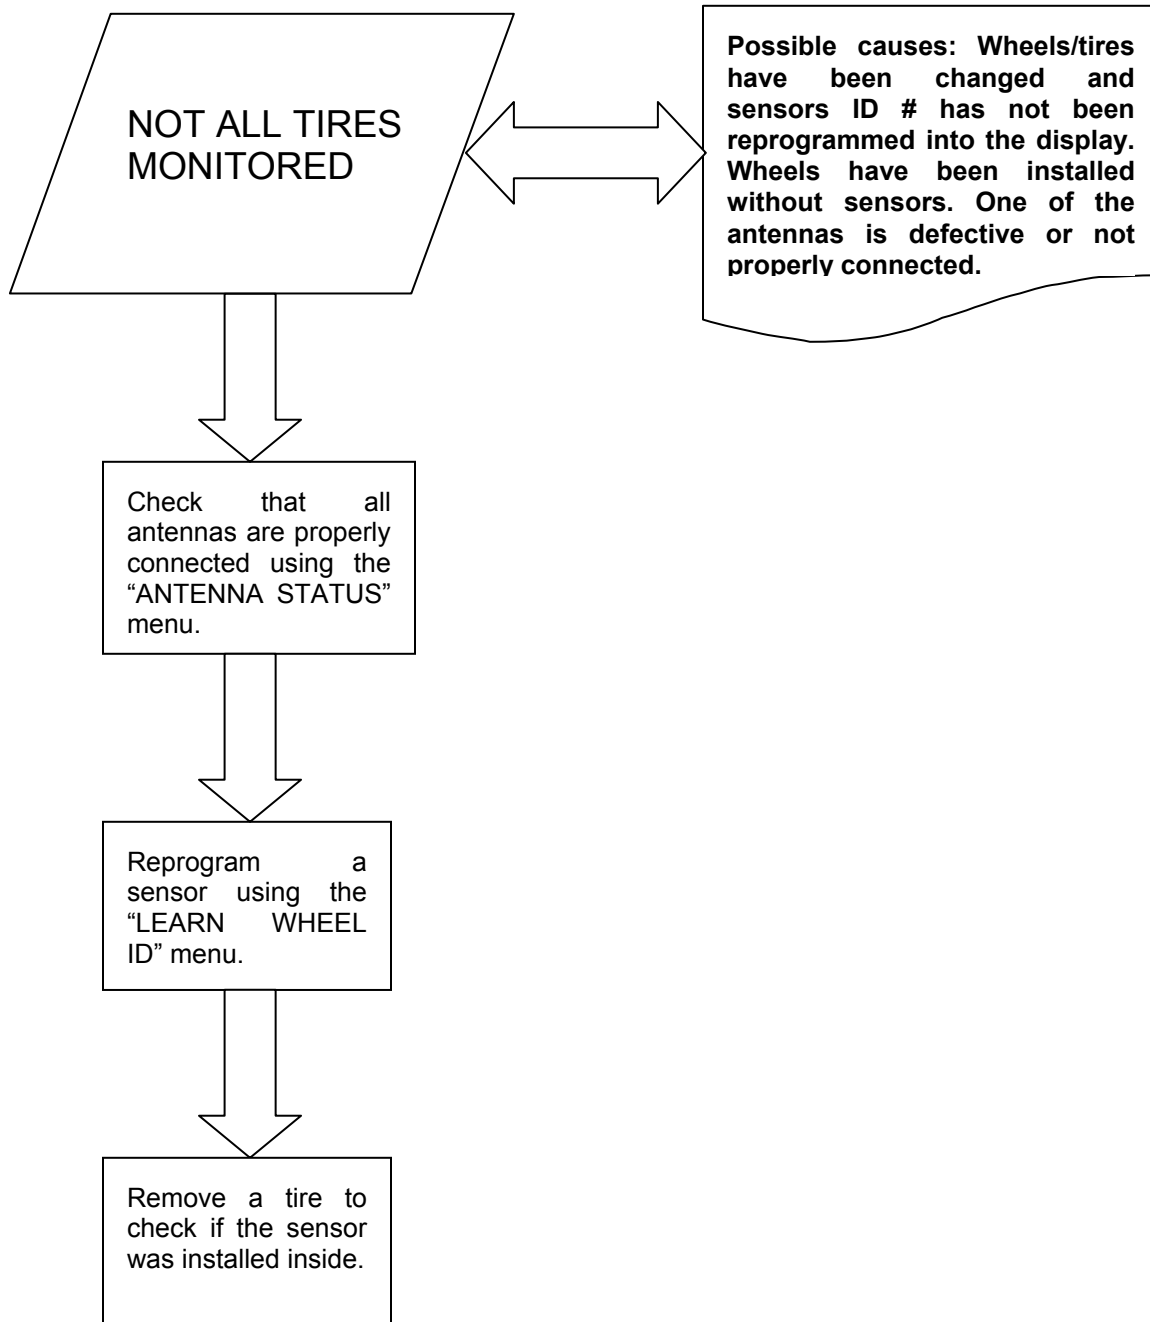 NOT ALL TIRES
MONITORED
Possible causes: Wheels/tires
have been changed and
sensors ID # has not been
reprogrammed into the display.
Wheels have been installed
without sensors. One of the
antennas is defective or not
properly connected.
Check that all
antennas are properly
connected using the
“ANTENNA STATUS”
menu.
Reprogram a
sensor using the
“LEARN WHEEL
ID” menu.
Remove a tire to
check if the sensor
was installed inside.